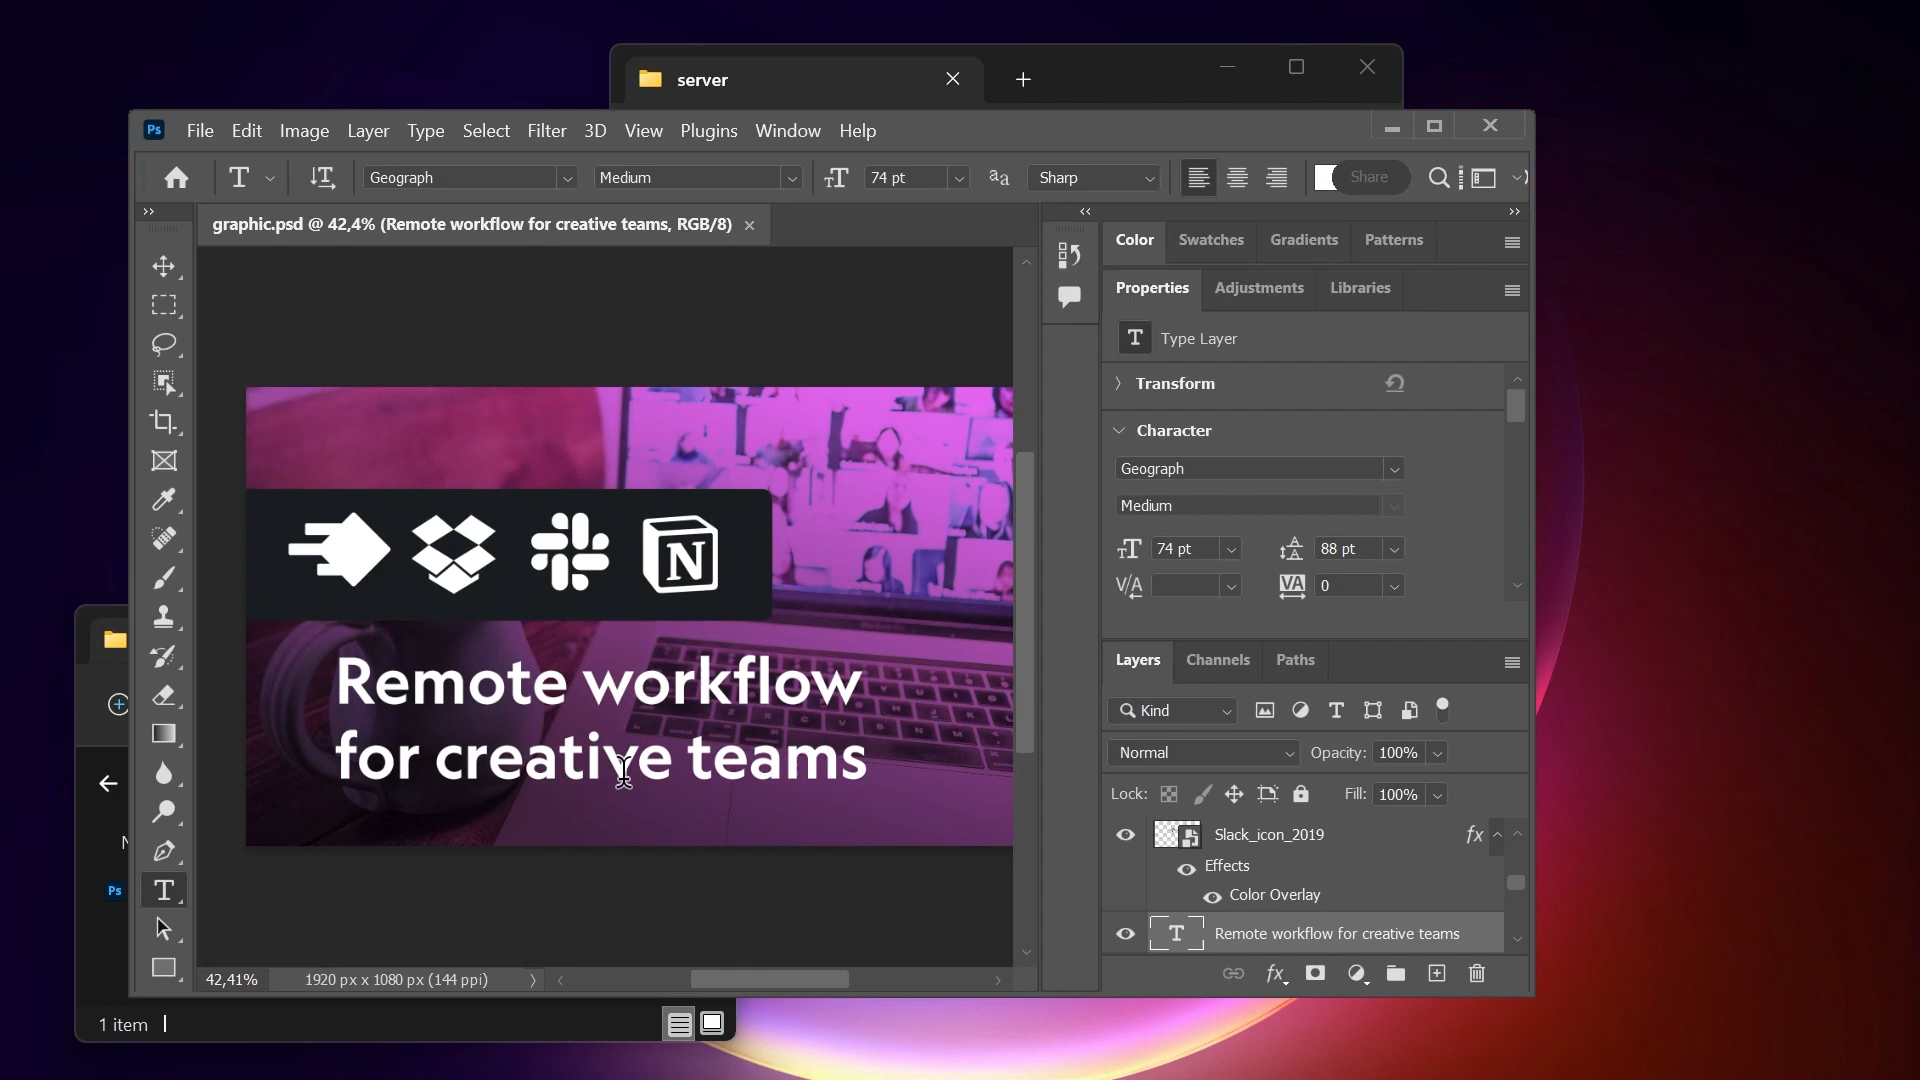 server
Ps File Edit Image Layer Type Select Filter 3D View Plugins Window Help
T Geograph Medium 74 pt Sharp Share
graphic.psd @ 42,4% (Remote workflow for creative teams, RGB/8)
Color Swatches Gradients Patterns
Properties Adjustments Libraries
T Type Layer
Transform
Character
Geograph
Medium
74 pt 88 pt
0
N
Remote workflow
for creative teams
Layers Channels Paths
Kind
Normal Opacity: 100%
Lock: Fill: 100%
Slack_icon_2019 fx
Effects
Color Overlay
T Remote workflow for creative teams
fx
Ps
42,41% 1920 px x 1080 px (144 ppi)
1 item